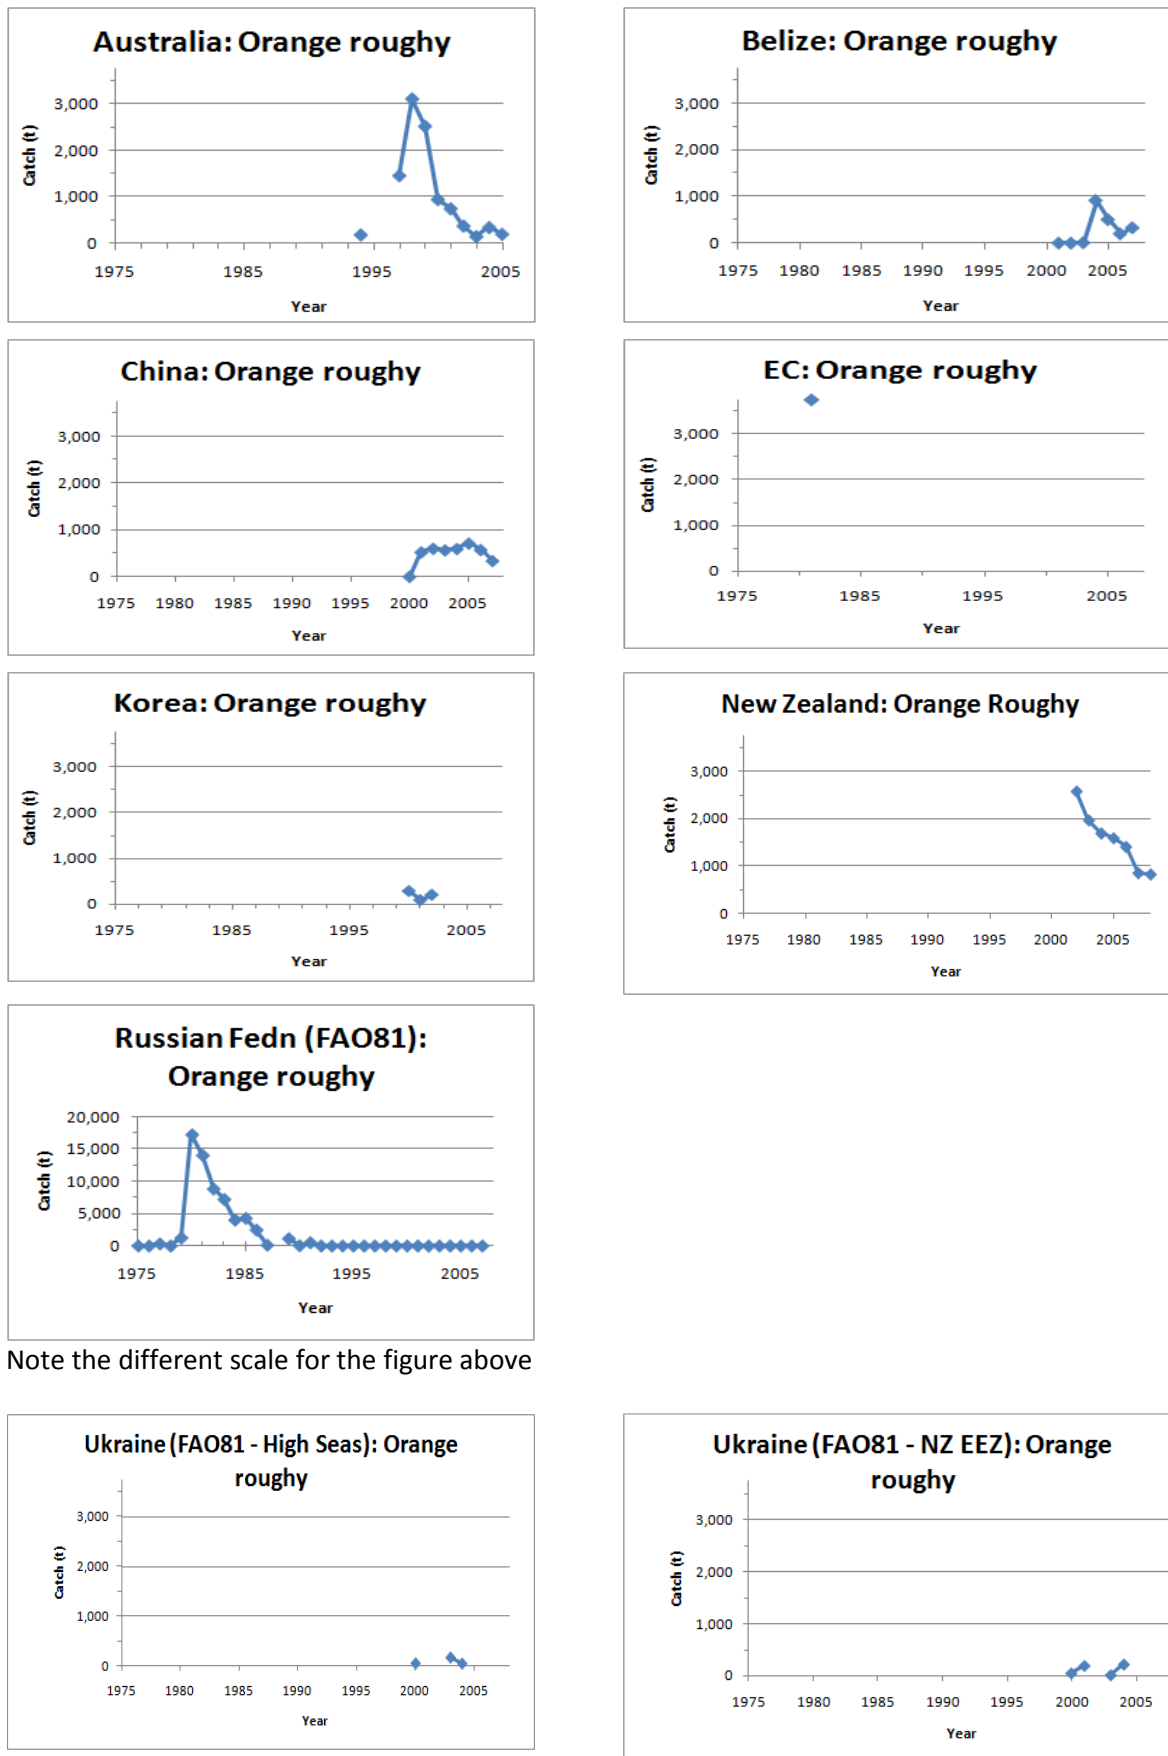 Australia: Orange roughy
Catch (t)
3,000
2,000
1,000
0
1975 1985 1995 2005
Year
Belize: Orange roughy
Catch (t)
3,000
2,000
1,000
0
1975 1980 1985 1990 1995 2000 2005
Year
China: Orange roughy
Catch (t)
3,000
2,000
1,000
0
1975 1980 1985 1990 1995 2000 2005
Year
EC: Orange roughy
Catch (t)
3,000
2,000
1,000
0
1975 1985 1995 2005
Year
Korea: Orange roughy
Catch (t)
3,000
2,000
1,000
0
1975 1985 1995 2005
Year
New Zealand: Orange Roughy
Catch (t)
3,000
2,000
1,000
0
1975 1980 1985 1990 1995 2000 2005
Year
Russian Fedn (FAO81):
Orange roughy
Catch (t)
20,000
15,000
10,000
5,000
0
1975 1985 1995 2005
Year
Note the different scale for the figure above
Ukraine (FAO81 - High Seas): Orange
roughy
Catch (t)
3,000
2,000
1,000
0
1975 1980 1985 1990 1995 2000 2005
Year
Ukraine (FAO81 - NZ EEZ): Orange
roughy
Catch (t)
3,000
2,000
1,000
0
1975 1980 1985 1990 1995 2000 2005
Year